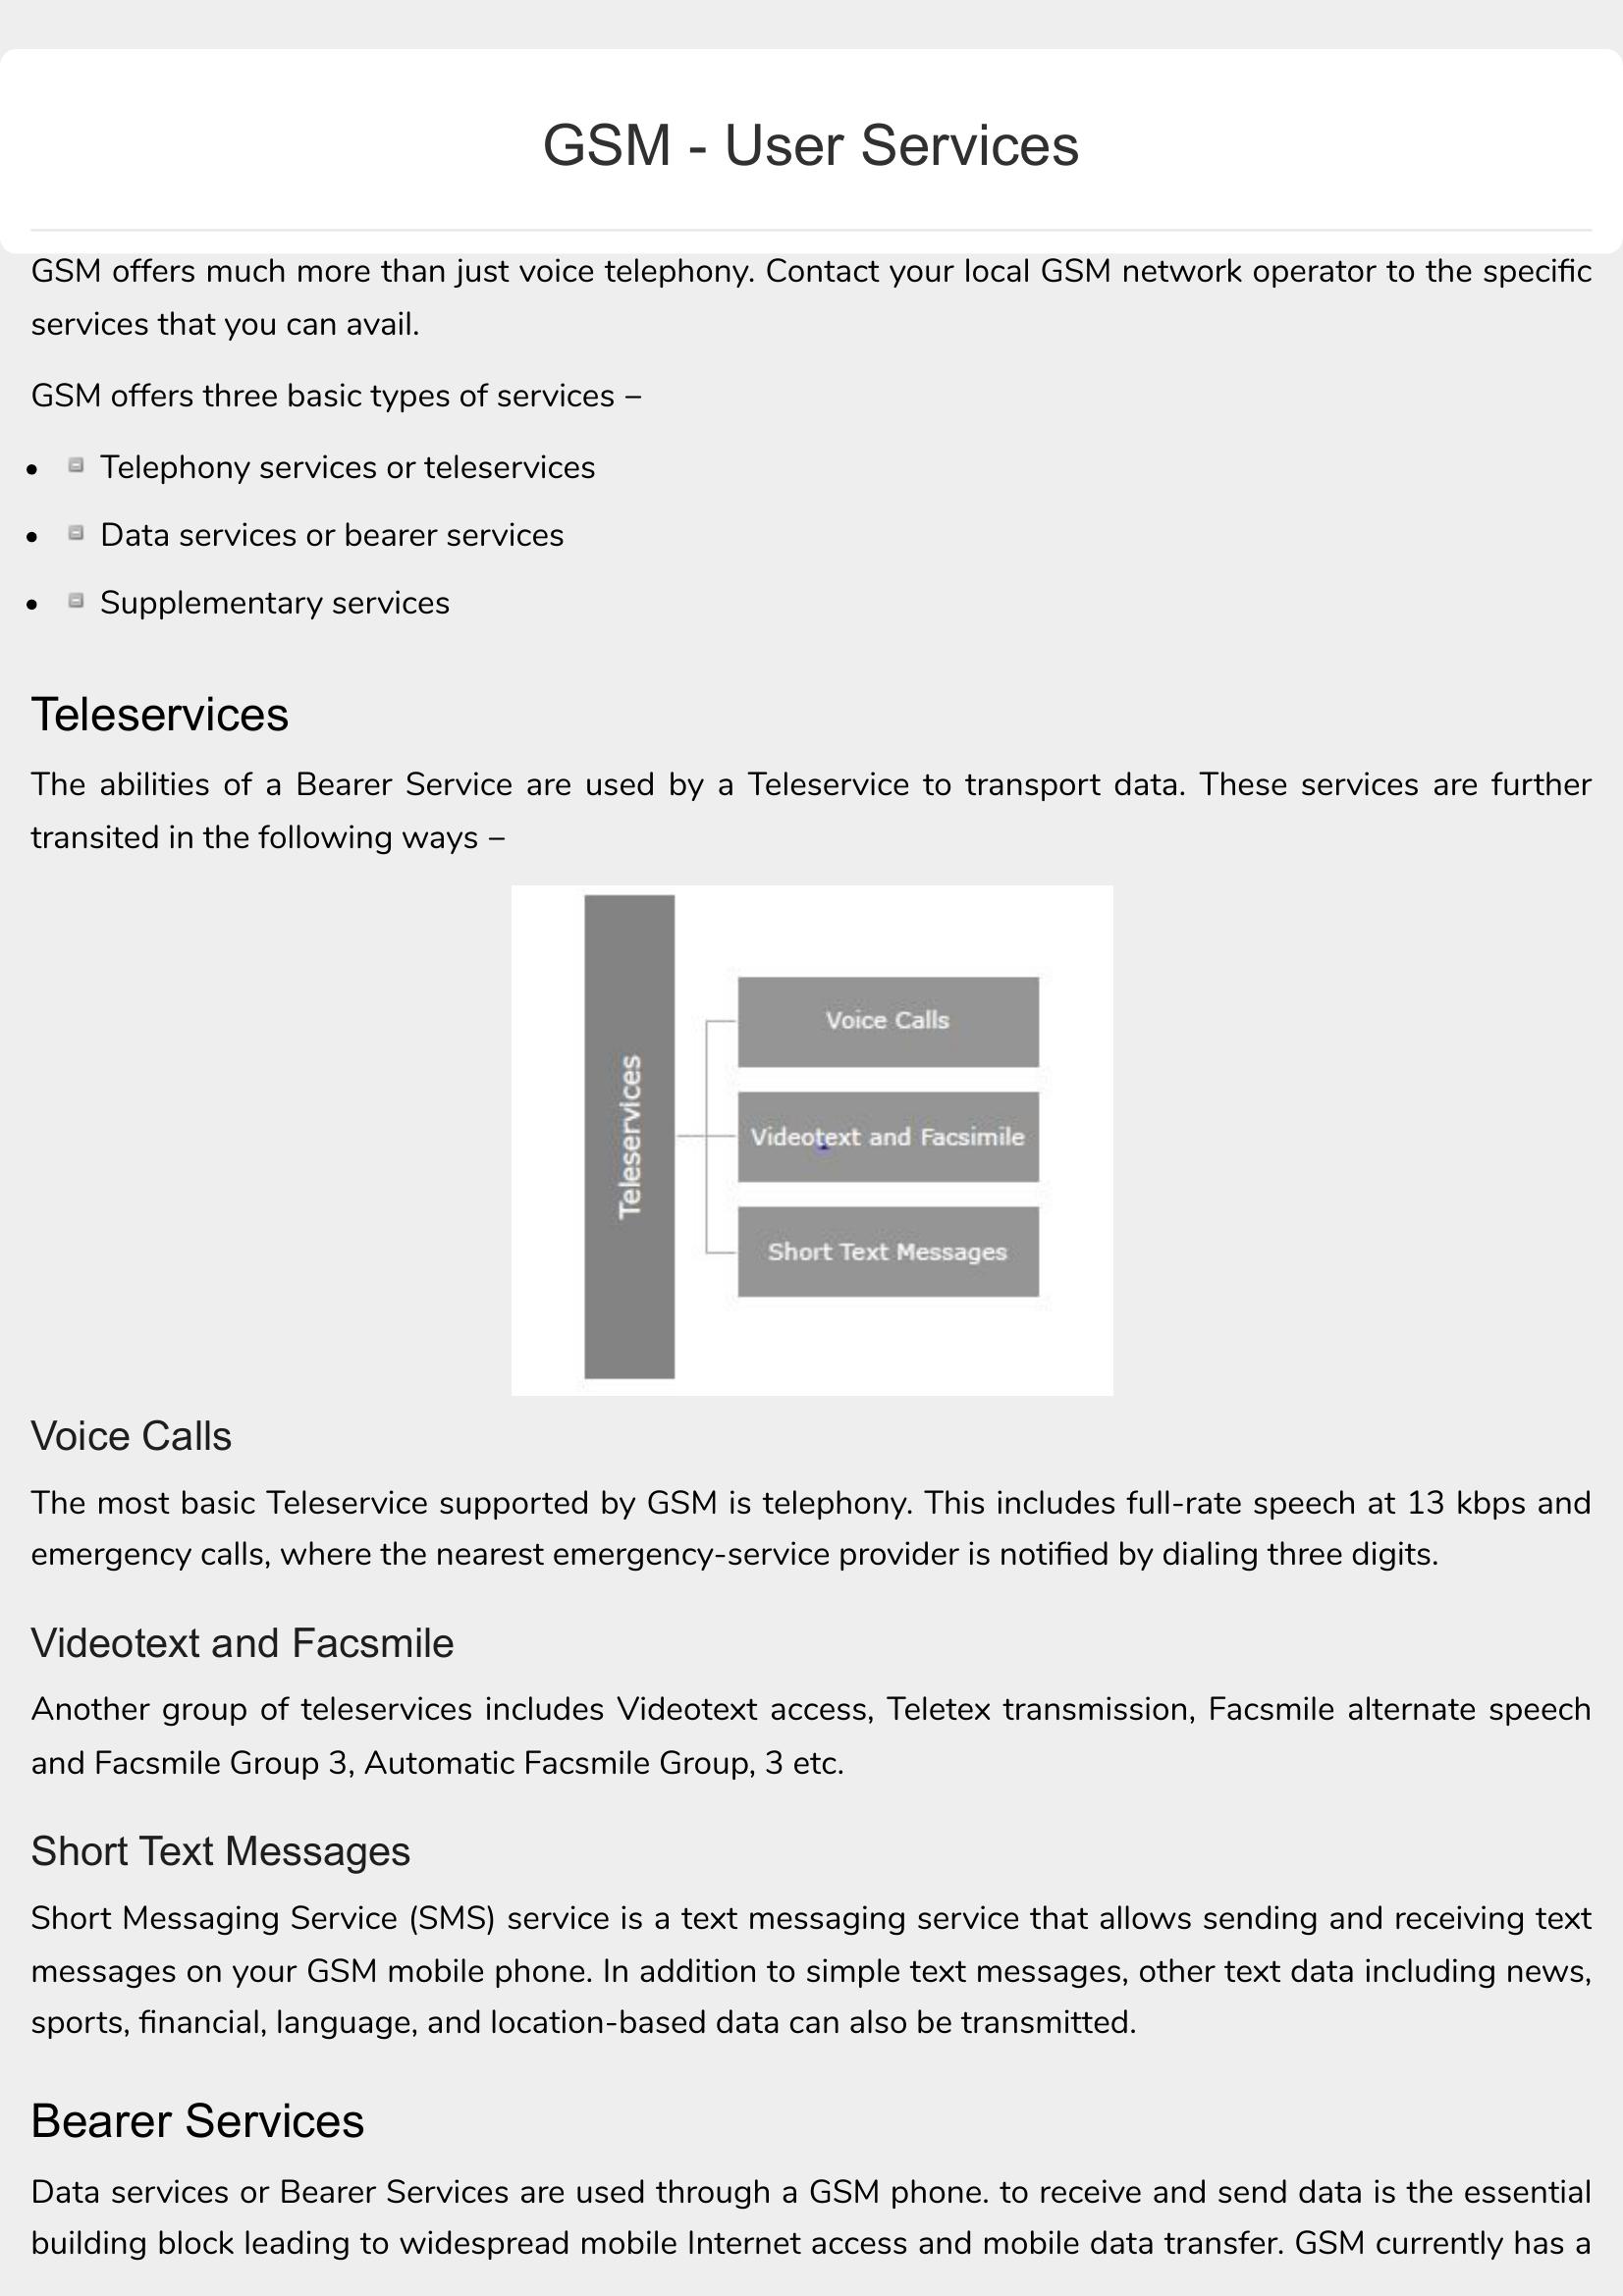 GSM - User Services
GSM offers much more than just voice telephony. Contact your local GSM network operator to the specific
services that you can avail.
GSM offers three basic types of services −
• Telephony services or teleservices
• Data services or bearer services
• Supplementary services
Teleservices
The abilities of a Bearer Service are used by a Teleservice to transport data. These services are further
transited in the following ways −
Teleservices
Voice Calls
Videotext and Facsimile
Short Text Messages
Voice Calls
The most basic Teleservice supported by GSM is telephony. This includes full-rate speech at 13 kbps and
emergency calls, where the nearest emergency-service provider is notified by dialing three digits.
Videotext and Facsmile
Another group of teleservices includes Videotext access, Teletex transmission, Facsmile alternate speech
and Facsmile Group 3, Automatic Facsmile Group, 3 etc.
Short Text Messages
Short Messaging Service (SMS) service is a text messaging service that allows sending and receiving text
messages on your GSM mobile phone. In addition to simple text messages, other text data including news,
sports, financial, language, and location-based data can also be transmitted.
Bearer Services
Data services or Bearer Services are used through a GSM phone. to receive and send data is the essential
building block leading to widespread mobile Internet access and mobile data transfer. GSM currently has a